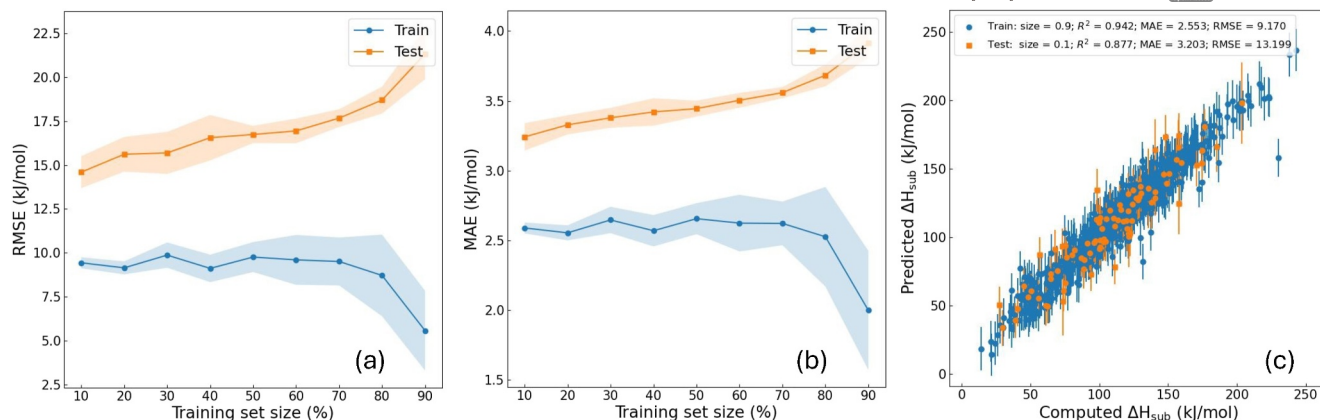 22.5
20.0
17.5
15.0
12.5
10.0
7.5
5.0
2.5
RMSE (kJ/mol)
10 20 30 40 50 60 70 80 90
Training set size (%)
Train
Test
(a)
4.0
3.5
3.0
2.5
2.0
1.5
MAE (kJ/mol)
10 20 30 40 50 60 70 80 90
Training set size (%)
Train
Test
(b)
250
200
150
100
50
0
Predicted ΔHsub (kJ/mol)
0 50 100 150 200 250
Computed ΔHsub (kJ/mol)
Train: size = 0.9; R² = 0.942; MAE = 2.553; RMSE = 9.170
Test: size = 0.1; R² = 0.877; MAE = 3.203; RMSE = 13.199
(c)